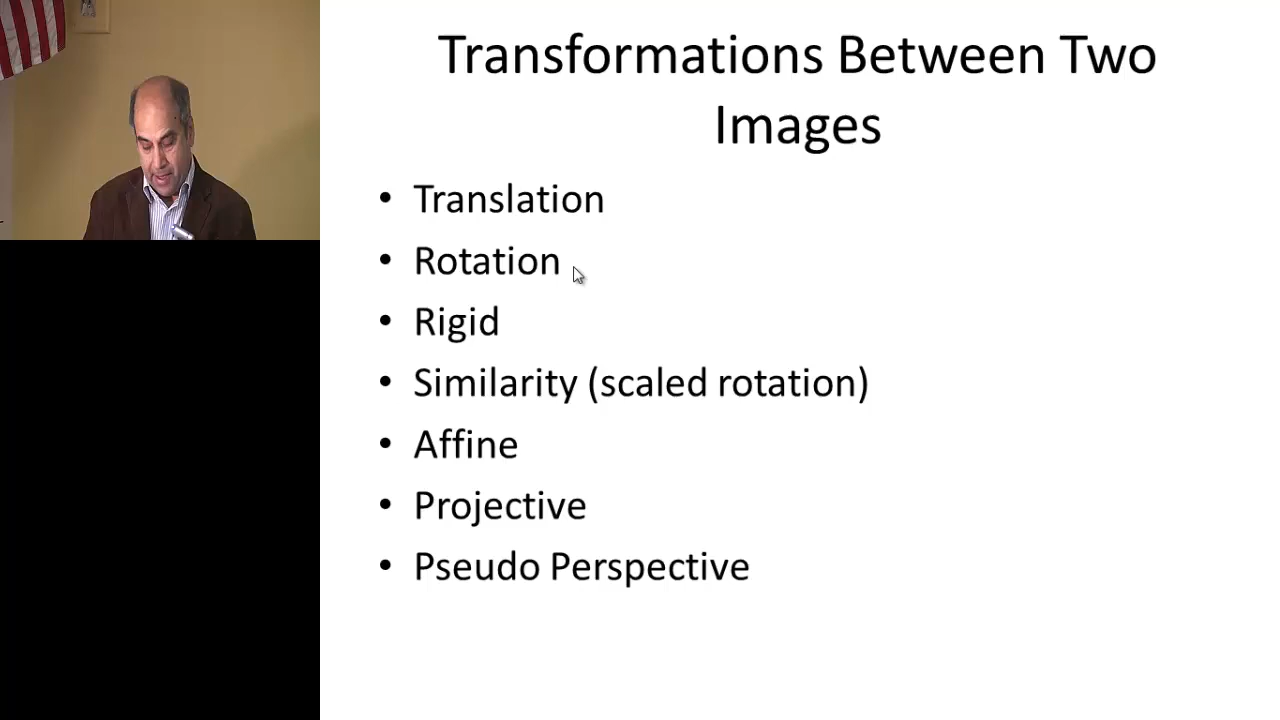 Transformations Between Two
Images
• Translation
• Rotation
• Rigid
• Similarity (scaled rotation)
• Affine
• Projective
• Pseudo Perspective